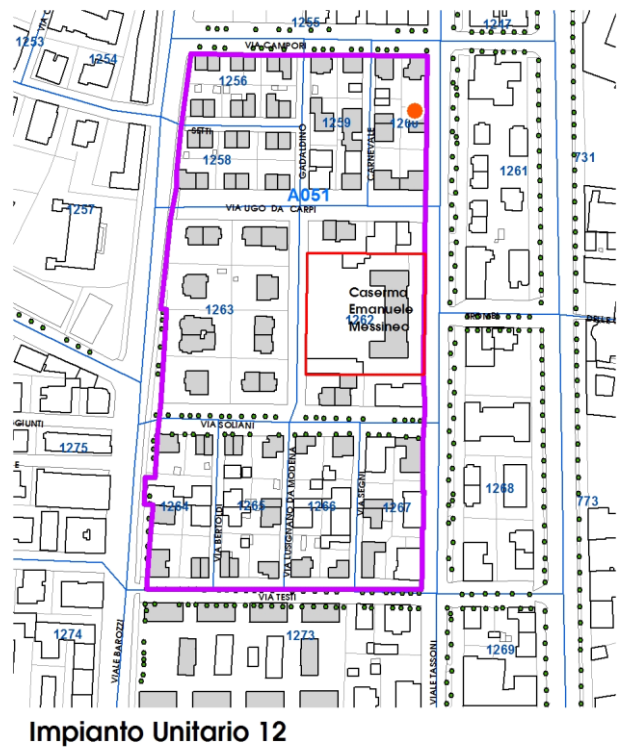 1255
1247
VIA CAMPORI
1253
1254
1256
SETTI
1258
1259
GADALDINO
CARNEVALE
1261
731
1257
A051
VIA UGO DA CARPI
1263
Caserma
Emanuele
Messineo
1262
VIA SOLIANI
GIUNTI
1275
E
1264
VIA BERTOLDI
1265
VIA LUSIGNANO DA MODENA
1266
VIA SEGNI
1267
1268
773
VIA TESTI
1274
VIALE BAROZZI
1273
VIALE TASSONI
1269
Impianto Unitario 12